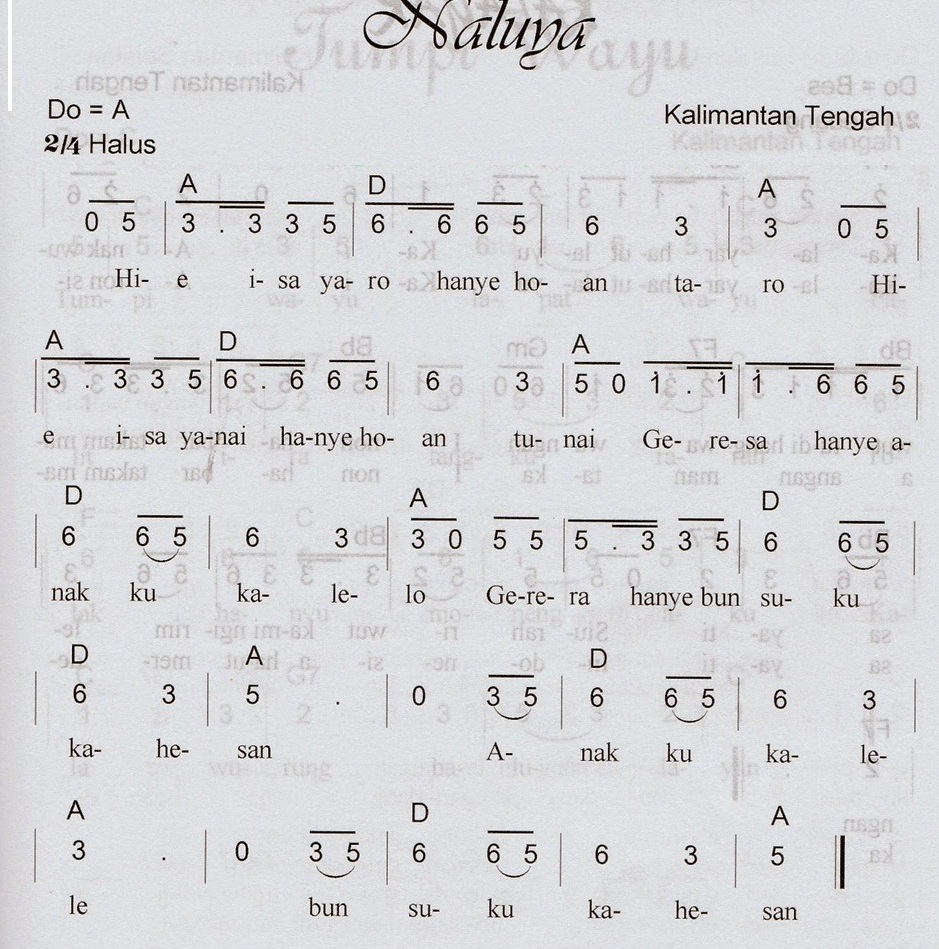 Naluya
Do = A
Kalimantan Tengah
2/4 Halus
A D A
0 5 | 3 . 3 3 5 | 6 . 6 6 5 | 6 3 | 3 0 5 |
Hi- e i- sa ya- ro hanye ho- an ta- ro Hi-
A D A
| 3 . 3 3 5 | 6 . 6 6 5 | 6 3 | 5 0 1̇ . 1̇ | 1̇ . 6 6 5 |
e i- sa ya-nai ha-nye ho- an tu- nai Ge- re- sa hanye a-
D A D
| 6 6 5 | 6 3 | 3 0 5 5 | 5 . 3 3 5 | 6 6 5 |
nak ku ka- le- lo Ge-re- ra hanye bun su- ku
D A D
| 6 3 | 5 . | 0 3 5 | 6 6 5 | 6 3 |
ka- he- san A- nak ku ka- le-
A D A
| 3 . | 0 3 5 | 6 6 5 | 6 3 | 5 ||
le bun su- ku ka- he- san